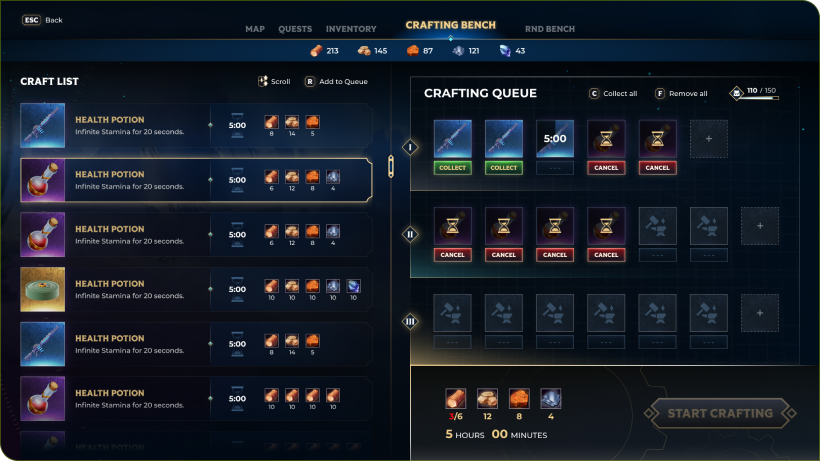 ESC Back
MAP QUESTS INVENTORY CRAFTING BENCH RND BENCH
213 145 87 121 43
CRAFT LIST
Scroll R Add to Queue
HEALTH POTION
Infinite Stamina for 20 seconds.
5:00
8 14 5
HEALTH POTION
Infinite Stamina for 20 seconds.
5:00
6 12 8 4
HEALTH POTION
Infinite Stamina for 20 seconds.
5:00
6 12 8 4
HEALTH POTION
Infinite Stamina for 20 seconds.
5:00
10 10 10 10 10
HEALTH POTION
Infinite Stamina for 20 seconds.
5:00
8 14 5
HEALTH POTION
Infinite Stamina for 20 seconds.
5:00
10 10 10 10
CRAFTING QUEUE
C Collect all F Remove all 110 / 150
I
5:00 +
COLLECT COLLECT --- CANCEL CANCEL
II
+
CANCEL CANCEL CANCEL CANCEL --- ---
III
+
--- --- --- --- --- ---
3/6 12 8 4
5 HOURS 00 MINUTES
START CRAFTING